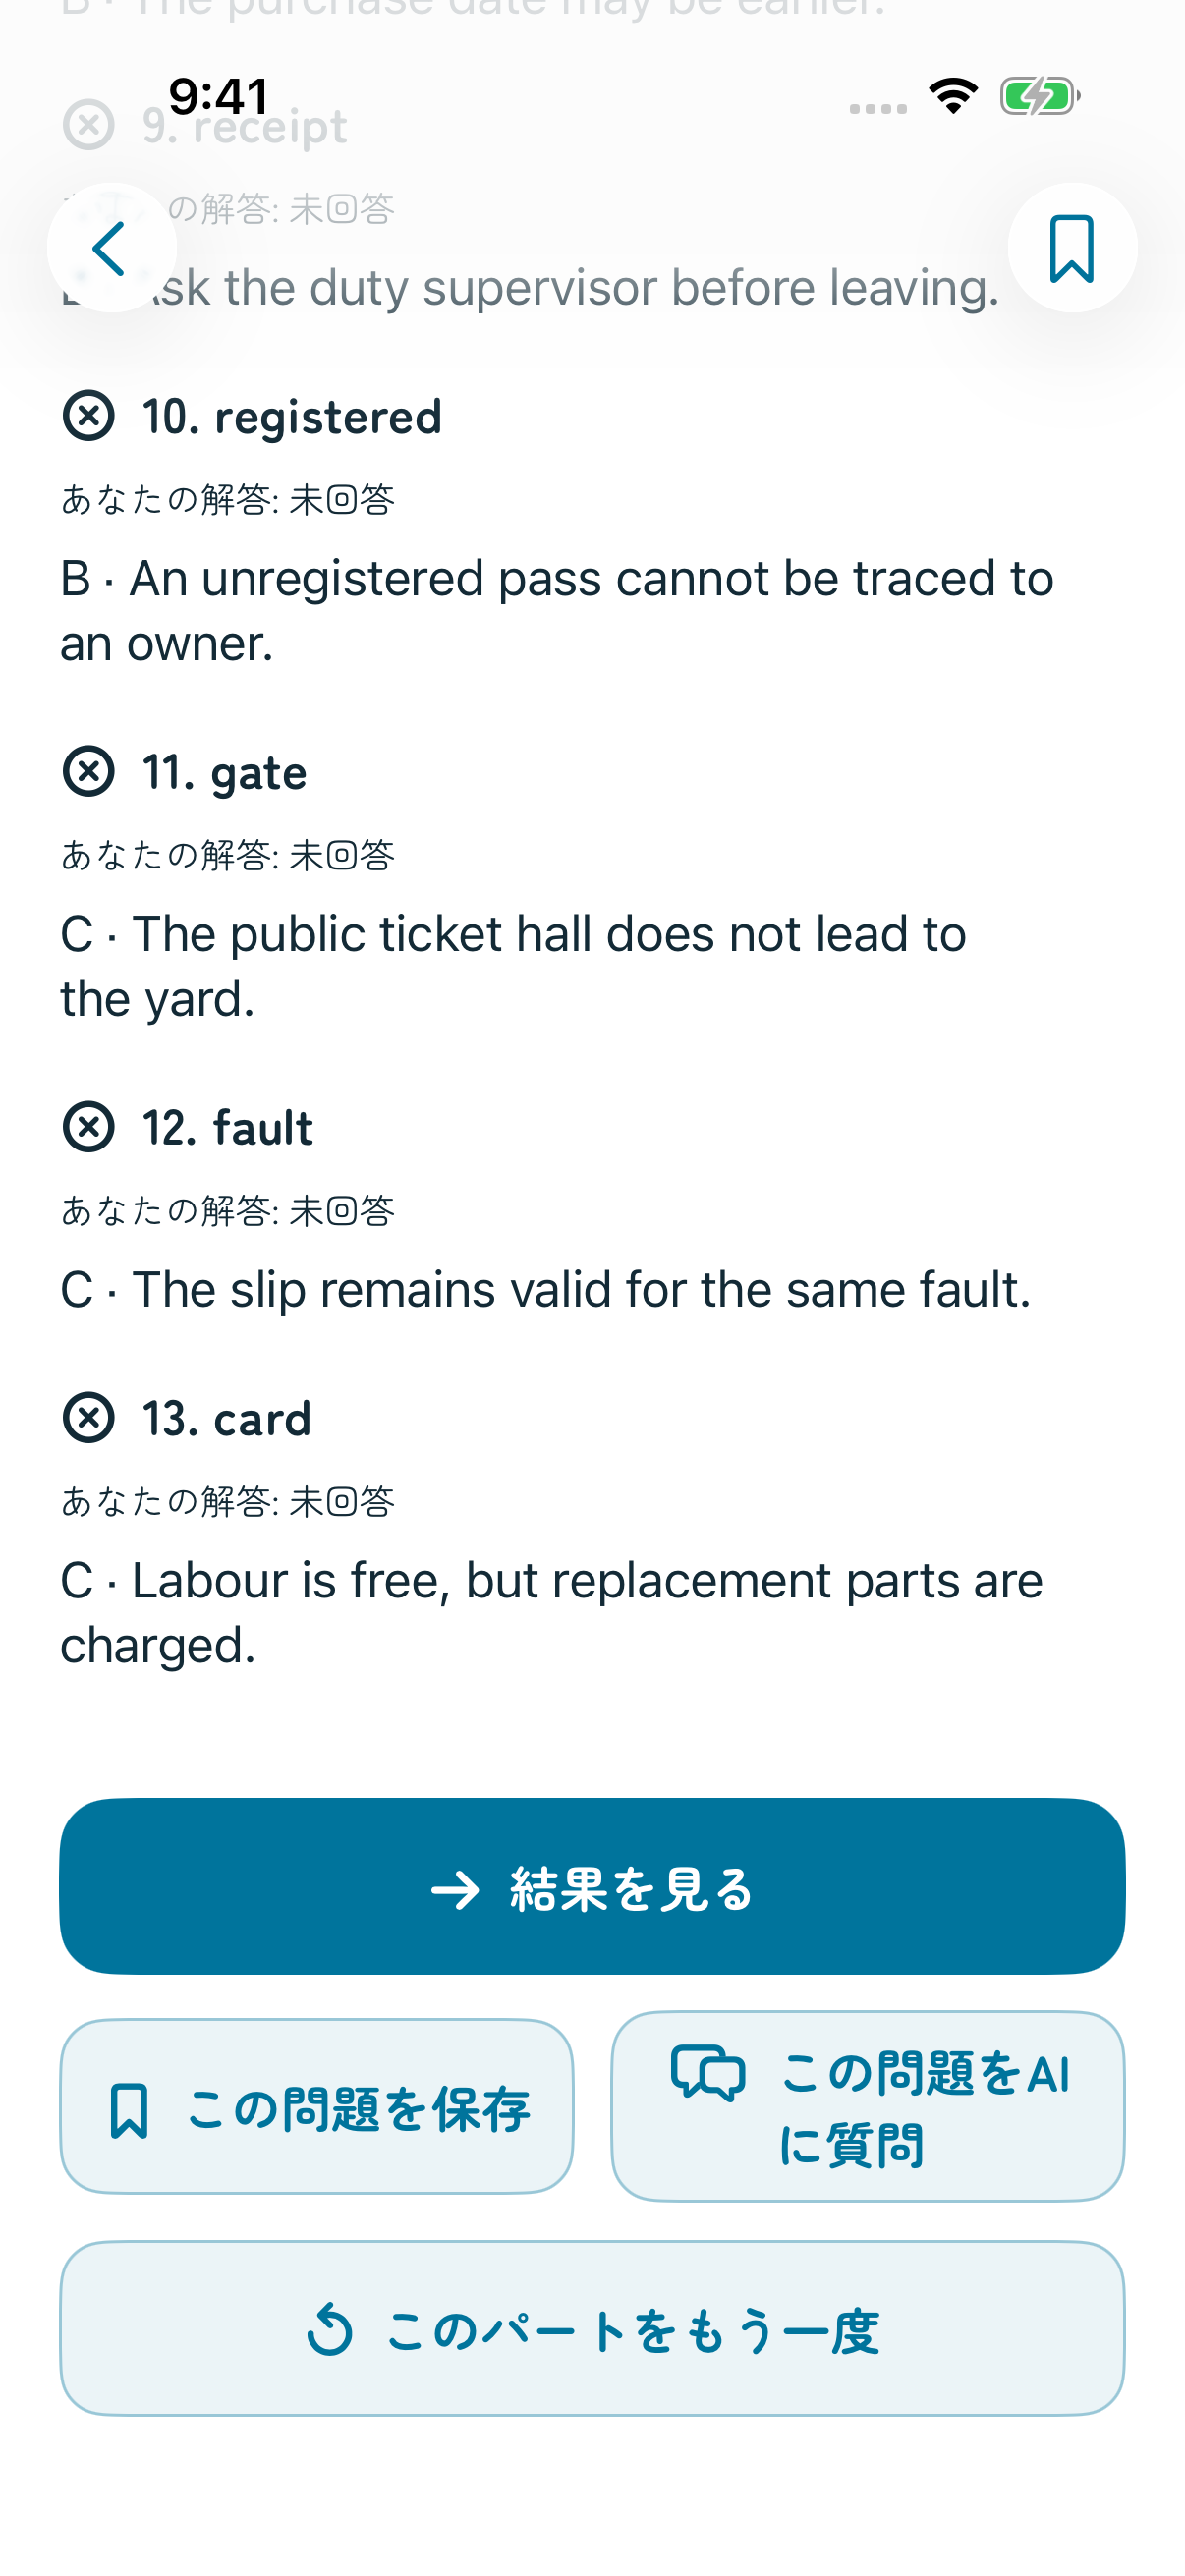 B · The purchase date may be earlier.
9:41
9. receipt
の解答: 未回答
sk the duty supervisor before leaving.
10. registered
あなたの解答: 未回答
B · An unregistered pass cannot be traced to
an owner.
11. gate
あなたの解答: 未回答
C · The public ticket hall does not lead to
the yard.
12. fault
あなたの解答: 未回答
C · The slip remains valid for the same fault.
13. card
あなたの解答: 未回答
C · Labour is free, but replacement parts are
charged.
結果を見る
この問題を保存
この問題をAI
に質問
このパートをもう一度